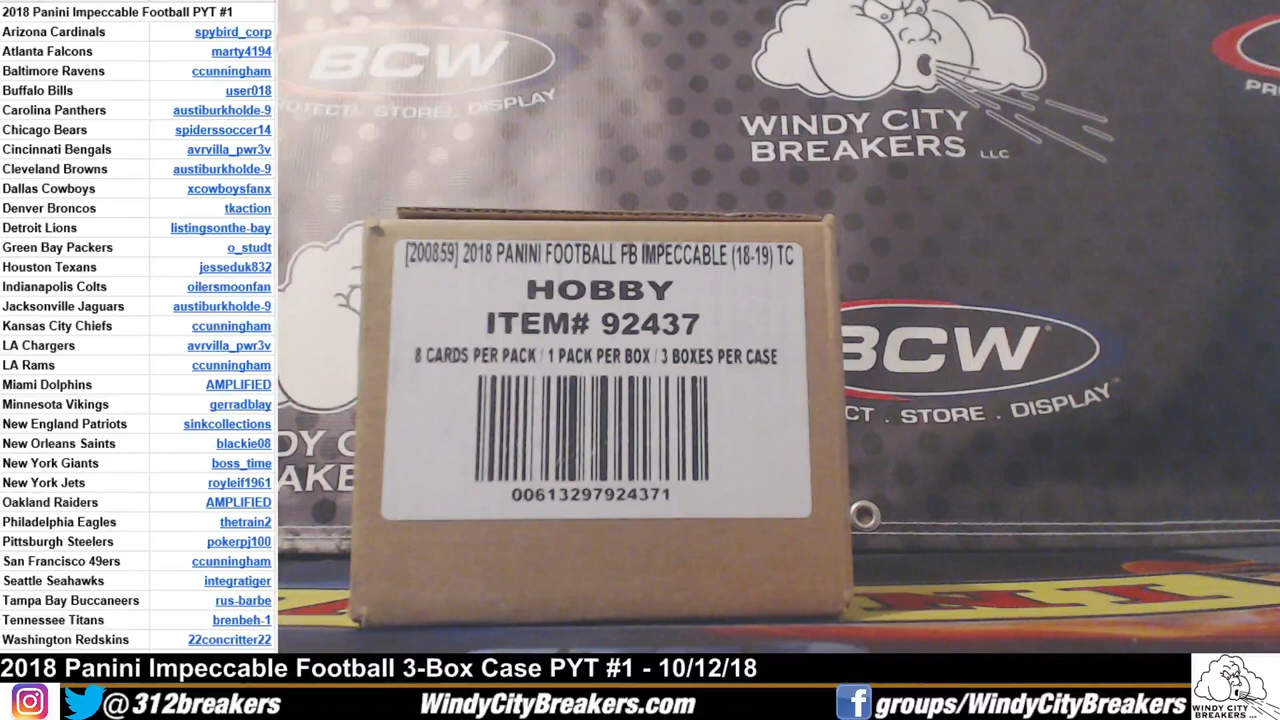 2018 Panini Impeccable Football PYT #1
Arizona Cardinals spybird_corp
Atlanta Falcons marty4194
Baltimore Ravens ccunningham
Buffalo Bills user018
Carolina Panthers austiburkholde-9
Chicago Bears spiderssoccer14
Cincinnati Bengals avrvilla_pwr3v
Cleveland Browns austiburkholde-9
Dallas Cowboys xcowboysfanx
Denver Broncos tkaction
Detroit Lions listingsonthe-bay
Green Bay Packers o_studt
Houston Texans jesseduk832
Indianapolis Colts oilersmoonfan
Jacksonville Jaguars austiburkholde-9
Kansas City Chiefs ccunningham
LA Chargers avrvilla_pwr3v
LA Rams ccunningham
Miami Dolphins AMPLIFIED
Minnesota Vikings gerradblay
New England Patriots sinkcollections
New Orleans Saints blackie08
New York Giants boss_time
New York Jets royleif1961
Oakland Raiders AMPLIFIED
Philadelphia Eagles thetrain2
Pittsburgh Steelers pokerpj100
San Francisco 49ers ccunningham
Seattle Seahawks integratiger
Tampa Bay Buccaneers rus-barbe
Tennessee Titans brenbeh-1
Washington Redskins 22concritter22
BCW
OTECT. STORE . DISPLAY
WINDY CITY
BREAKERS LLC
PR
[200859] 2018 PANINI FOOTBALL FB IMPECCABLE (18-19) TC
HOBBY
ITEM# 92437
8 CARDS PER PACK / 1 PACK PER BOX / 3 BOXES PER CASE
00613297924371
BCW
CT . STORE . DISPLAY
DY C
AKE
2018 Panini Impeccable Football 3-Box Case PYT #1 - 10/12/18
@312breakers WindyCityBreakers.com groups/WindyCityBreakers
WINDY CITY
BREAKERS LLC